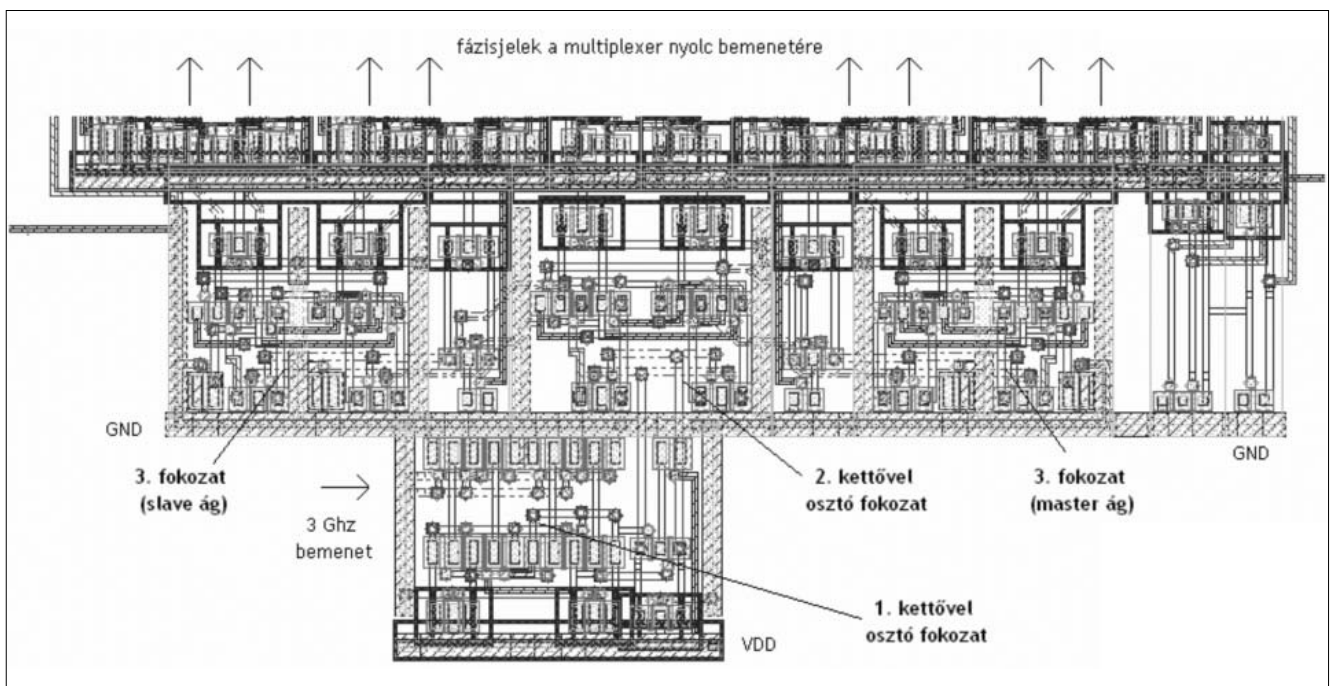 fázisjelek a multiplexer nyolc bemenetére
GND
GND
3. fokozat
(slave ág)
2. kettővel
osztó fokozat
3. fokozat
(master ág)
3 Ghz
bemenet
1. kettővel
osztó fokozat
VDD